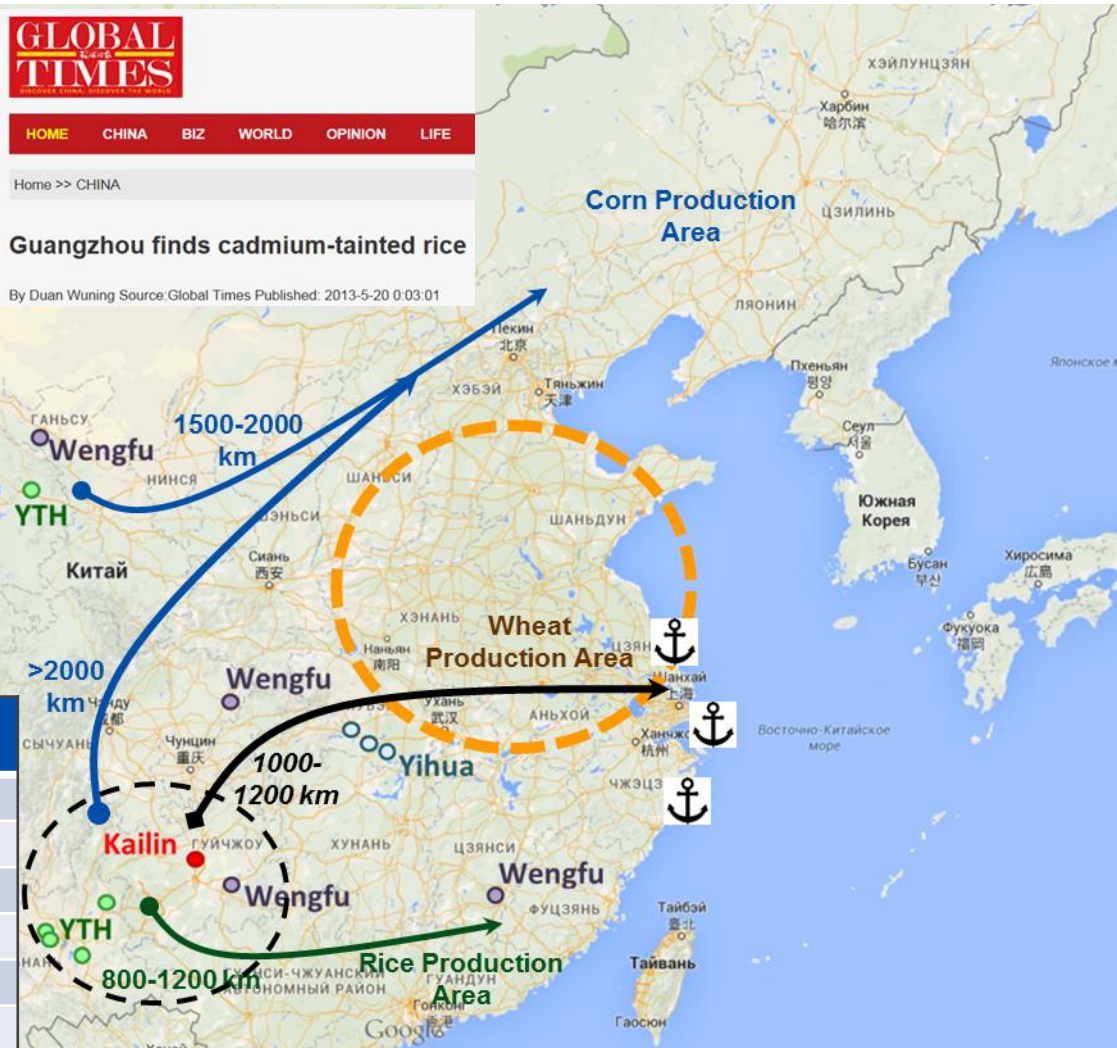 GLOBAL
TIMES
DISCOVER CHINA, DISCOVER THE WORLD
HOME CHINA BIZ WORLD OPINION LIFE
Home >> CHINA
Guangzhou finds cadmium-tainted rice
By Duan Wuning Source:Global Times Published: 2013-5-20 0:03:01
ХЭЙЛУНЦЗЯН
Харбин
哈尔滨
Corn Production
Area
ЦЗИЛИНЬ
ЛЯОНИН
Пекин
北京
ХЭБЭЙ
Тяньжин
天津
Пхеньян
평양
Японское
Сеул
서울
ГАНЬСУ
Wengfu
1500-2000
km
НИНСЯ
YTH
ШАНЬСИ
ШАНЬДУН
Южная
Корея
Китай
Сиань
西安
Бусан
부산
Хиросима
広島
Фукуока
福岡
ХЭНАНЬ
Наньян
南阳
Wheat
Production Area
>2000
km
Wengfu
Шанхай
上海
Ухань
武汉
АНЬХОЙ
杭州
Восточно-Китайское
море
СЫЧУАНЬ
Чунцин
重庆
Yihua
1000-
1200 km
Kailin
ГУЙЧЖОУ
ХУНАНЬ
ЦЗЯНСИ
Wengfu
Wengfu
ФУЦЗЯНЬ
Тайбэй
臺北
YTH
800-1200 km
Rice Production
Area
ГУАНДУН
АВТОНОМНЫЙ РАЙОН
Тайвань
Гонконг
香港
Google
Гаосюн